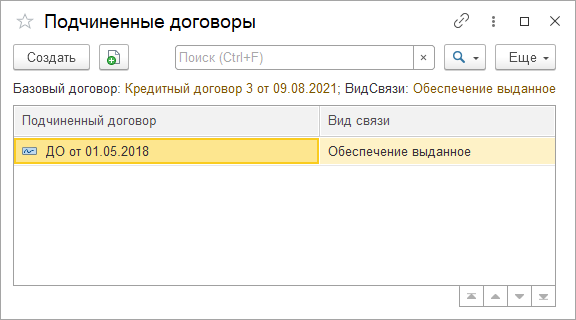 Подчиненные договоры
Создать Поиск (Ctrl+F) × Еще
Базовый договор: Кредитный договор 3 от 09.08.2021; ВидСвязи: Обеспечение выданное
Подчиненный договор Вид связи
ДО от 01.05.2018 Обеспечение выданное